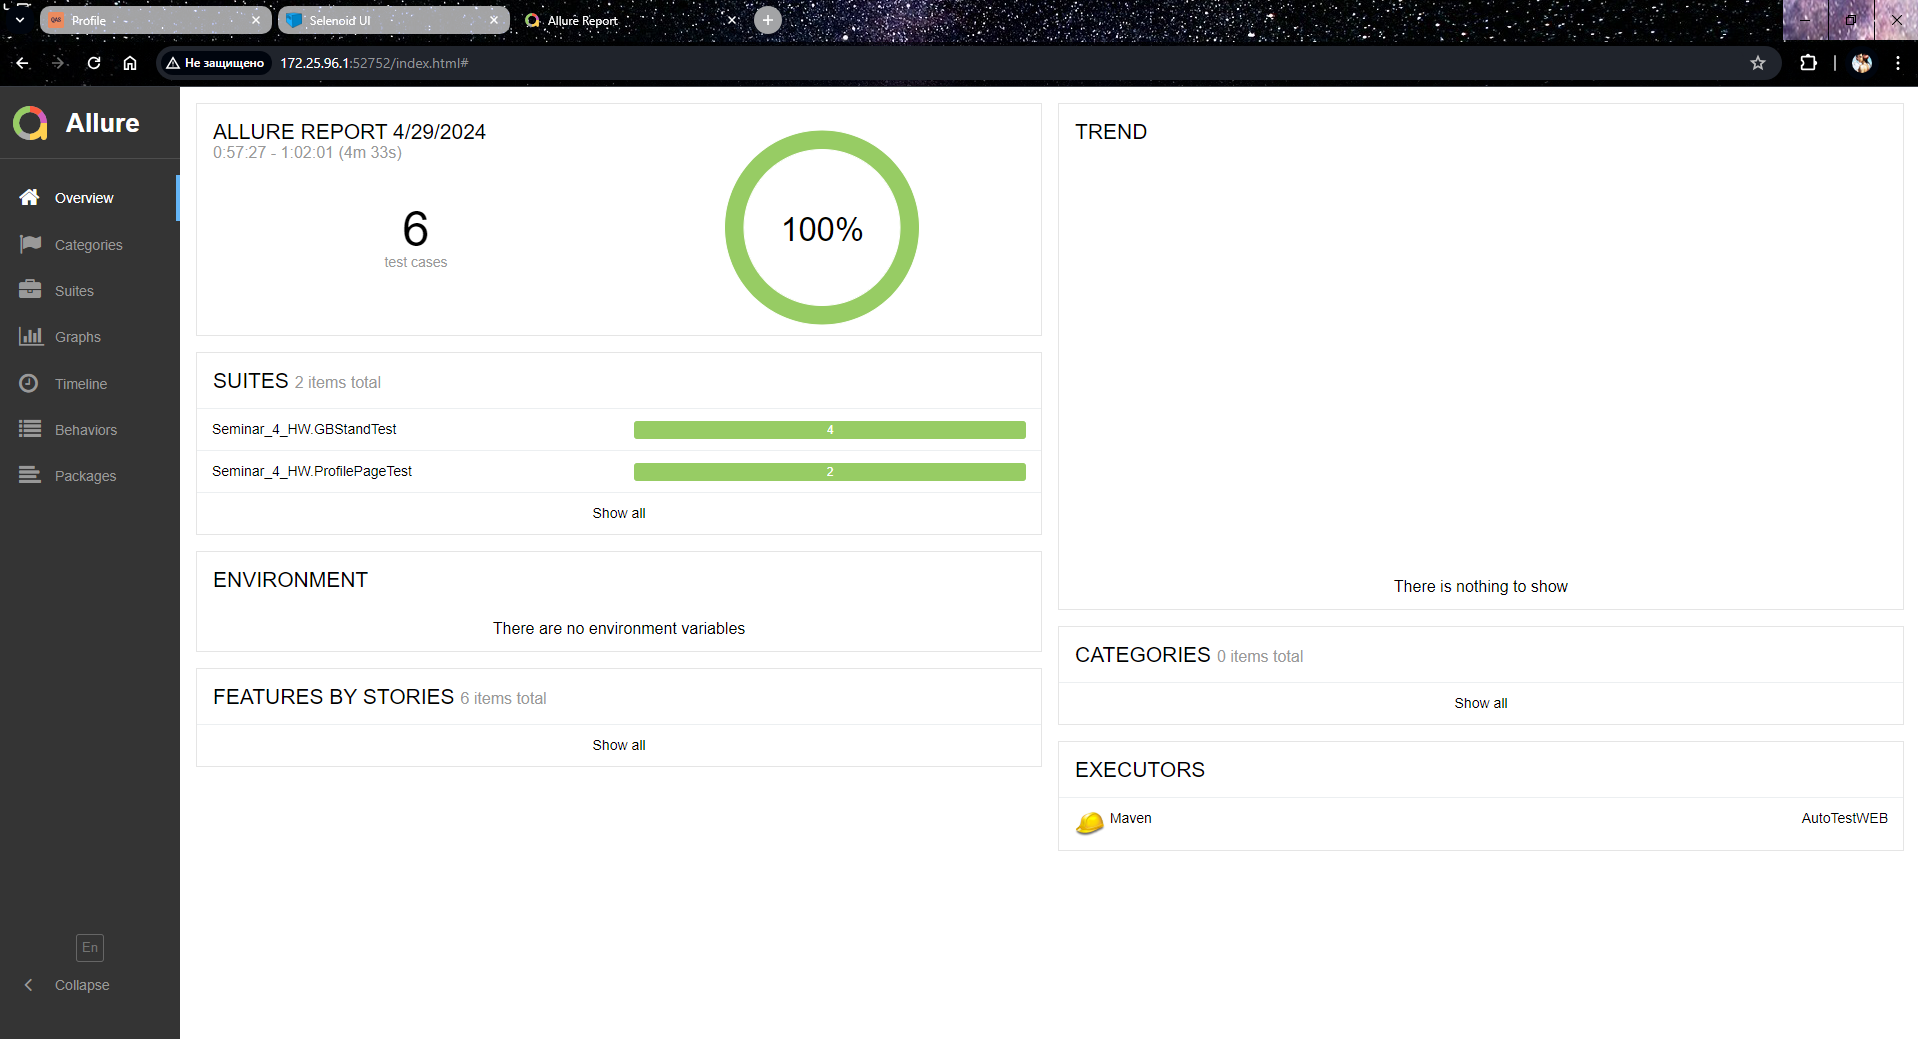 Profile
Selenoid UI
Allure Report
Не защищено
172.25.96.1:52752/index.html#
Allure
Overview
Categories
Suites
Graphs
Timeline
Behaviors
Packages
En
Collapse
ALLURE REPORT 4/29/2024
0:57:27 - 1:02:01 (4m 33s)
6
test cases
100%
SUITES 2 items total
Seminar_4_HW.GBStandTest 4
Seminar_4_HW.ProfilePageTest 2
Show all
ENVIRONMENT
There are no environment variables
FEATURES BY STORIES 6 items total
Show all
TREND
There is nothing to show
CATEGORIES 0 items total
Show all
EXECUTORS
Maven AutoTestWEB